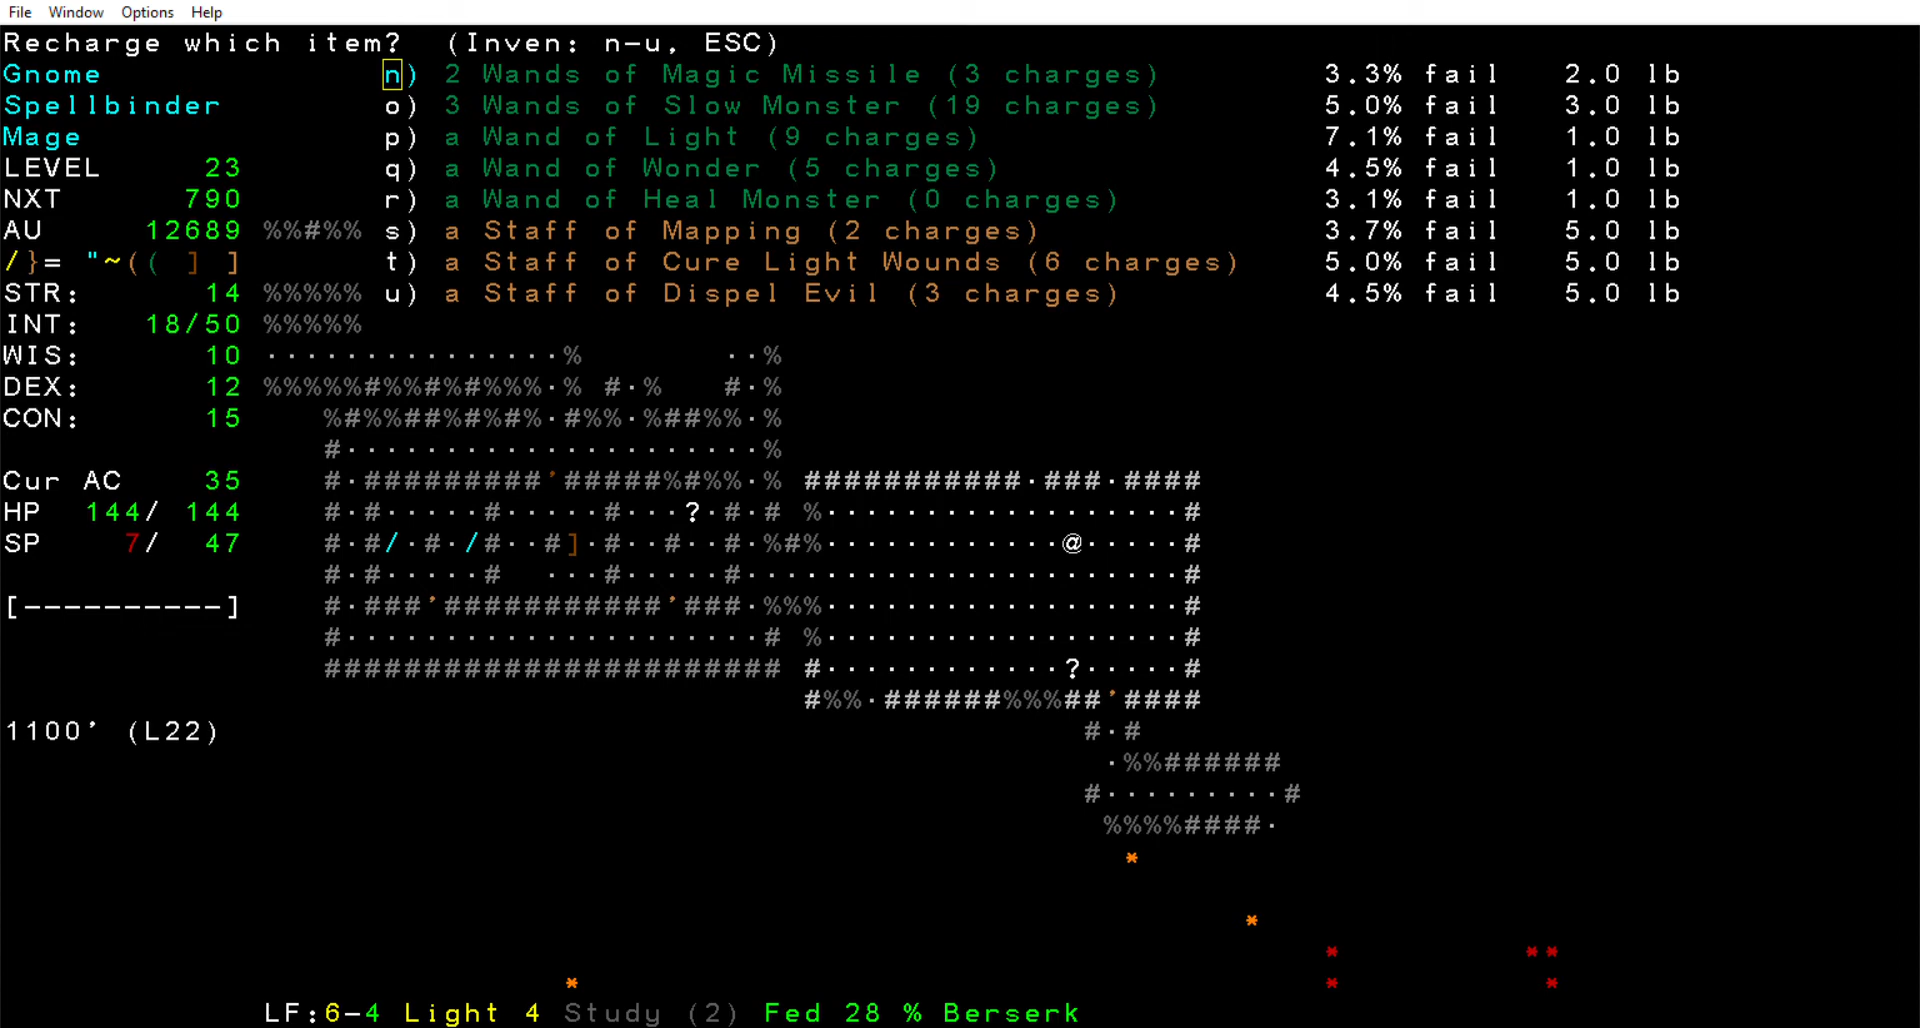 File Window Options Help
Recharge which item? (Inven: n-u, ESC)
Gnome n) 2 Wands of Magic Missile (3 charges) 3.3% fail 2.0 lb
Spellbinder o) 3 Wands of Slow Monster (19 charges) 5.0% fail 3.0 lb
Mage p) a Wand of Light (9 charges) 7.1% fail 1.0 lb
LEVEL 23 q) a Wand of Wonder (5 charges) 4.5% fail 1.0 lb
NXT 790 r) a Wand of Heal Monster (0 charges) 3.1% fail 1.0 lb
AU 12689 %%#%% s) a Staff of Mapping (2 charges) 3.7% fail 5.0 lb
/}= "~(( ] ] t) a Staff of Cure Light Wounds (6 charges) 5.0% fail 5.0 lb
STR: 14 %%%%% u) a Staff of Dispel Evil (3 charges) 4.5% fail 5.0 lb
INT: 18/50 %%%%%
WIS: 10
DEX: 12
CON: 15
Cur AC 35
HP 144/ 144
SP 7/ 47
[----------]
1100' (L22)
LF:6-4 Light 4 Study (2) Fed 28 % Berserk